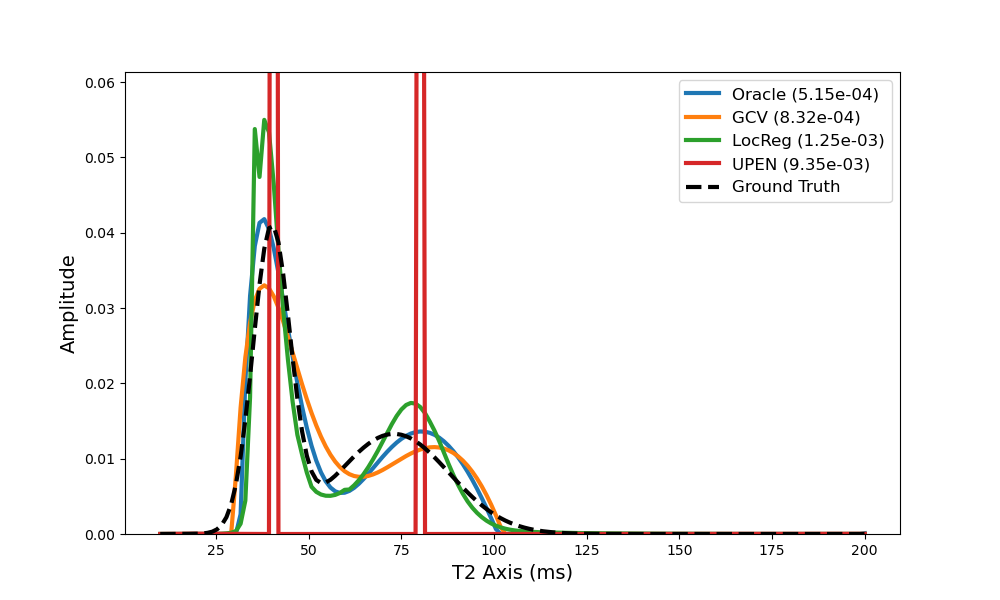 0.06
0.05
0.04
0.03
0.02
0.01
0.00
Amplitude
25
50
75
100
125
150
175
200
T2 Axis (ms)
Oracle (5.15e-04)
GCV (8.32e-04)
LocReg (1.25e-03)
UPEN (9.35e-03)
Ground Truth